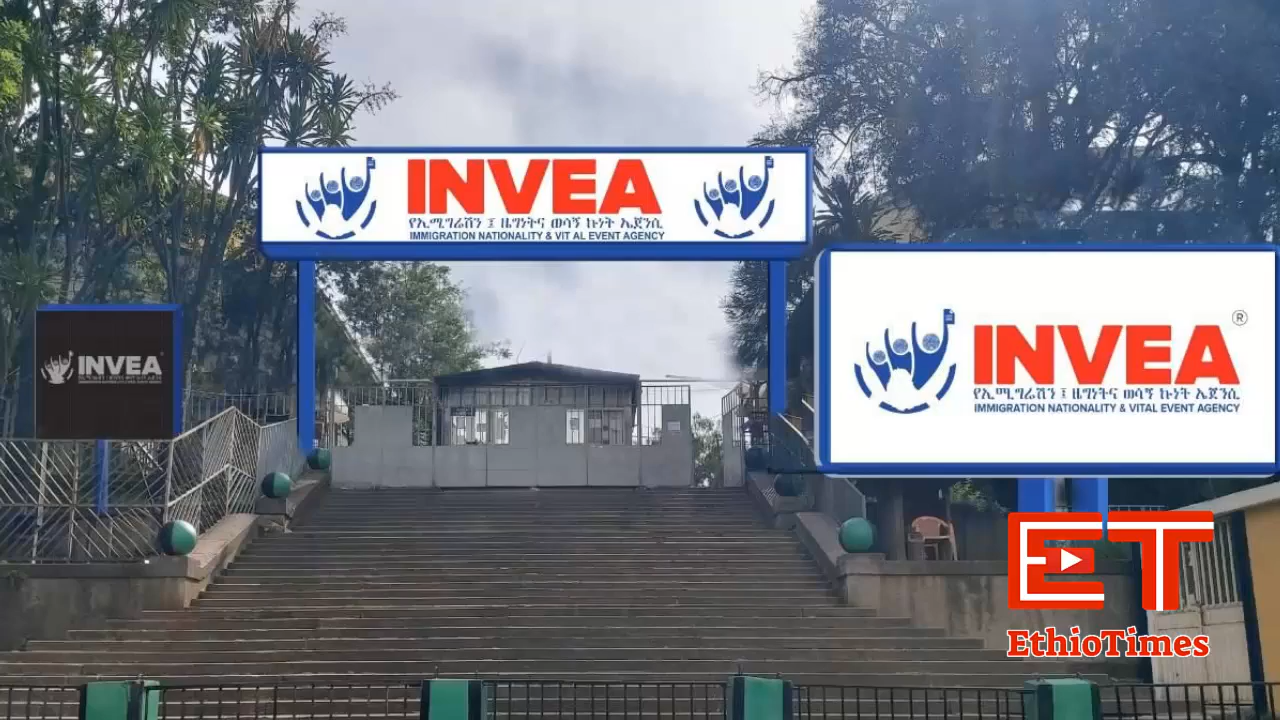 INVEA
የኢሚግሬሽን ፤ ዜግነትና ወሳኝ ኩነት ኤጀንሲ
IMMIGRATION NATIONALITY & VIT AL EVENT AGENCY
INVEA
INVEA
®
የኢሚግሬሽን ፤ ዜግነትና ወሳኝ ኩነት ኤጀንሲ
IMMIGRATION NATIONALITY & VITAL EVENT AGENCY
ET
EthioTimes